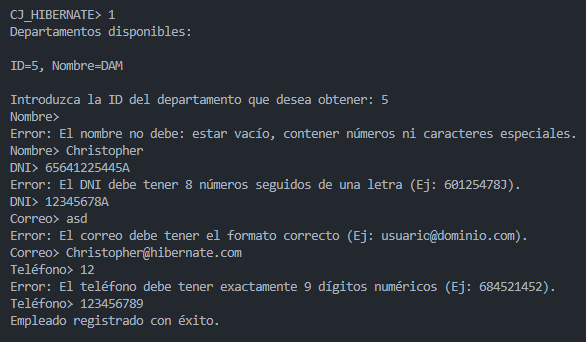 CJ_HIBERNATE> 1
Departamentos disponibles:
ID=5, Nombre=DAM
Introduzca la ID del departamento que desea obtener: 5
Nombre>
Error: El nombre no debe: estar vacío, contener números ni caracteres especiales.
Nombre> Christopher
DNI> 65641225445A
Error: El DNI debe tener 8 números seguidos de una letra (Ej: 60125478J).
DNI> 12345678A
Correo> asd
Error: El correo debe tener el formato correcto (Ej: usuario@dominio.com).
Correo> Christopher@hibernate.com
Teléfono> 12
Error: El teléfono debe tener exactamente 9 dígitos numéricos (Ej: 684521452).
Teléfono> 123456789
Empleado registrado con éxito.